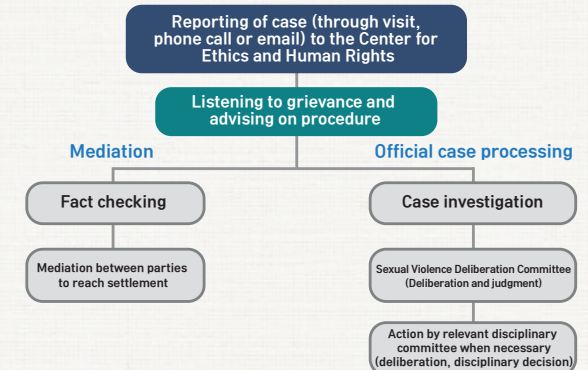 Reporting of case (through visit,
phone call or email) to the Center for
Ethics and Human Rights
Listening to grievance and
advising on procedure
Mediation
Official case processing
Fact checking
Case investigation
Mediation between parties
to reach settlement
Sexual Violence Deliberation Committee
(Deliberation and judgment)
Action by relevant disciplinary
committee when necessary
(deliberation, disciplinary decision)